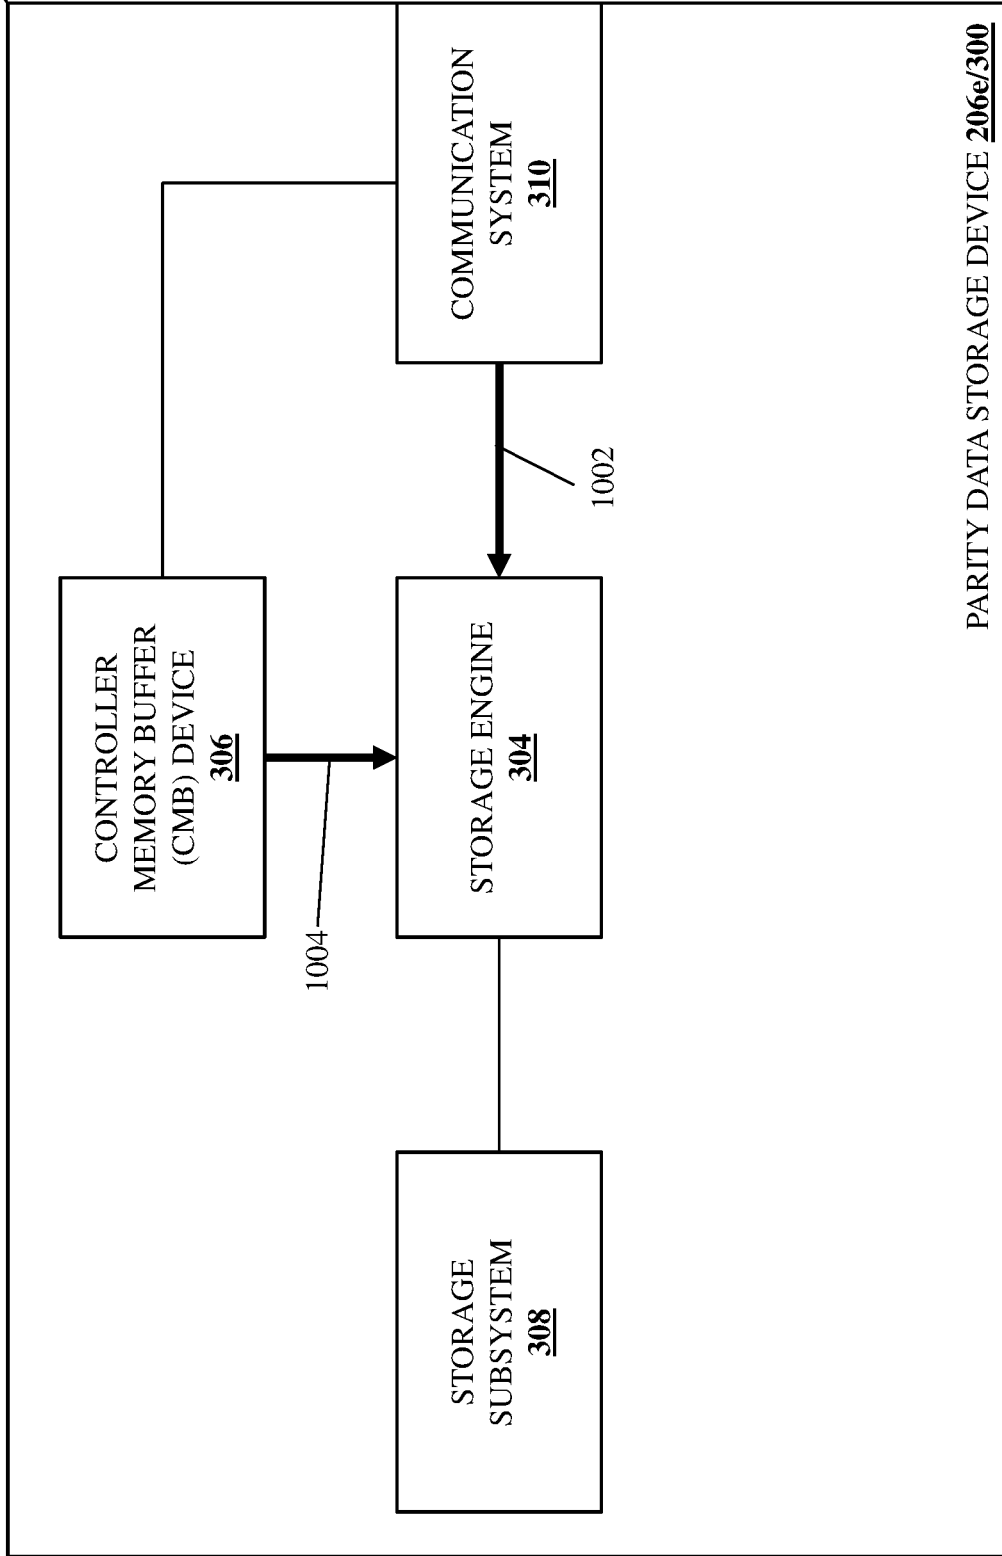 STORAGE
SUBSYSTEM
308
CONTROLLER
MEMORY BUFFER
(CMB) DEVICE
306
1004
STORAGE ENGINE
304
1002
COMMUNICATION
SYSTEM
310
PARITY DATA STORAGE DEVICE 206e/300